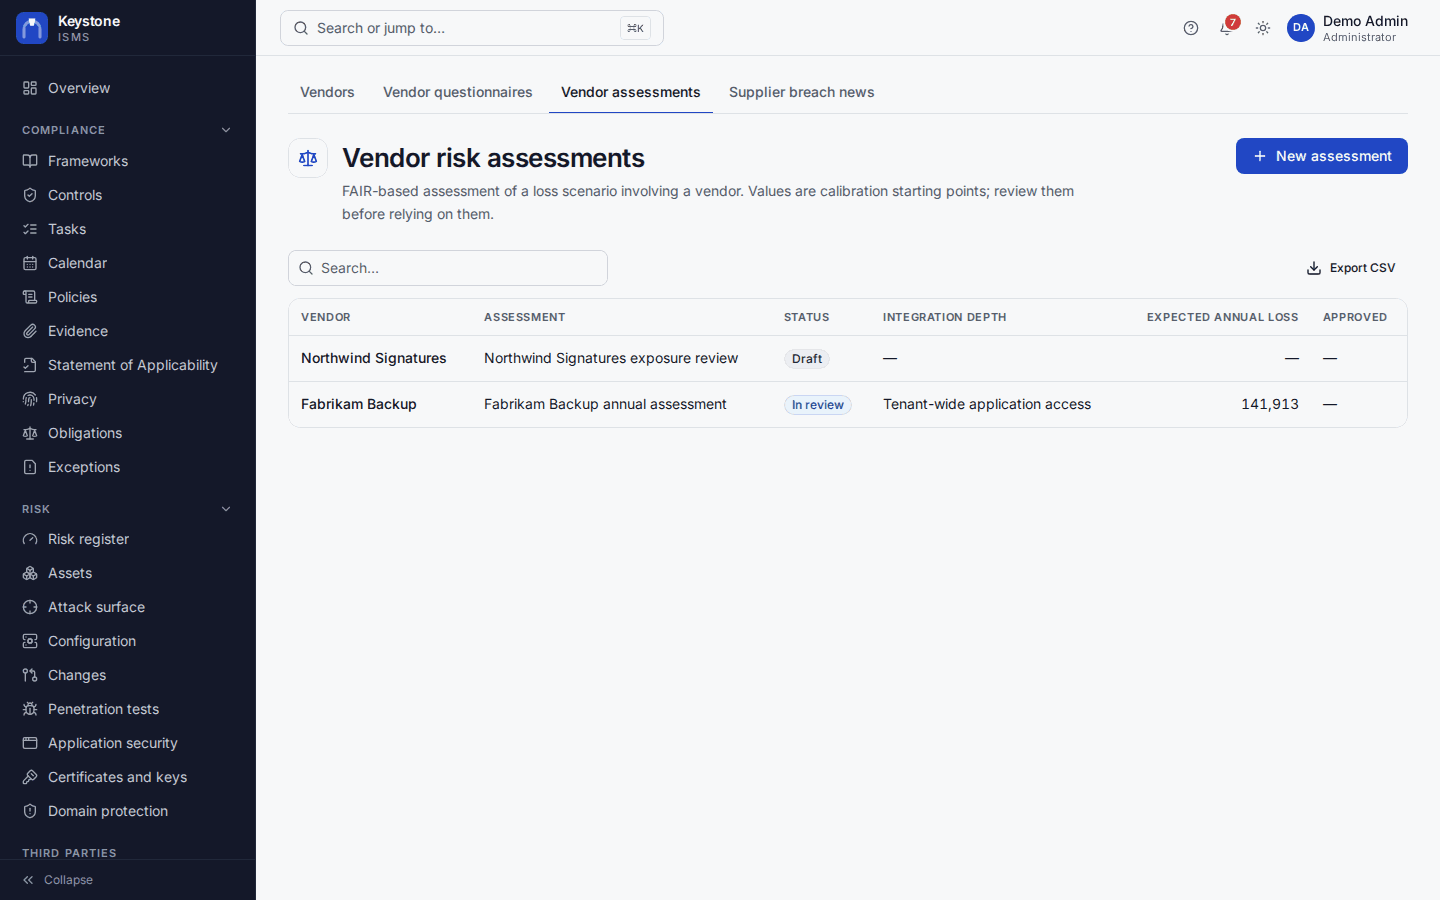 Keystone
ISMS
Search or jump to...
⌘K
7
DA
Demo Admin
Administrator
Overview
COMPLIANCE
Frameworks
Controls
Tasks
Calendar
Policies
Evidence
Statement of Applicability
Privacy
Obligations
Exceptions
RISK
Risk register
Assets
Attack surface
Configuration
Changes
Penetration tests
Application security
Certificates and keys
Domain protection
THIRD PARTIES
Collapse
Vendors
Vendor questionnaires
Vendor assessments
Supplier breach news
Vendor risk assessments
FAIR-based assessment of a loss scenario involving a vendor. Values are calibration starting points; review them
before relying on them.
New assessment
Search...
Export CSV
VENDOR ASSESSMENT STATUS INTEGRATION DEPTH EXPECTED ANNUAL LOSS APPROVED
Northwind Signatures Northwind Signatures exposure review Draft — — —
Fabrikam Backup Fabrikam Backup annual assessment In review Tenant-wide application access 141,913 —